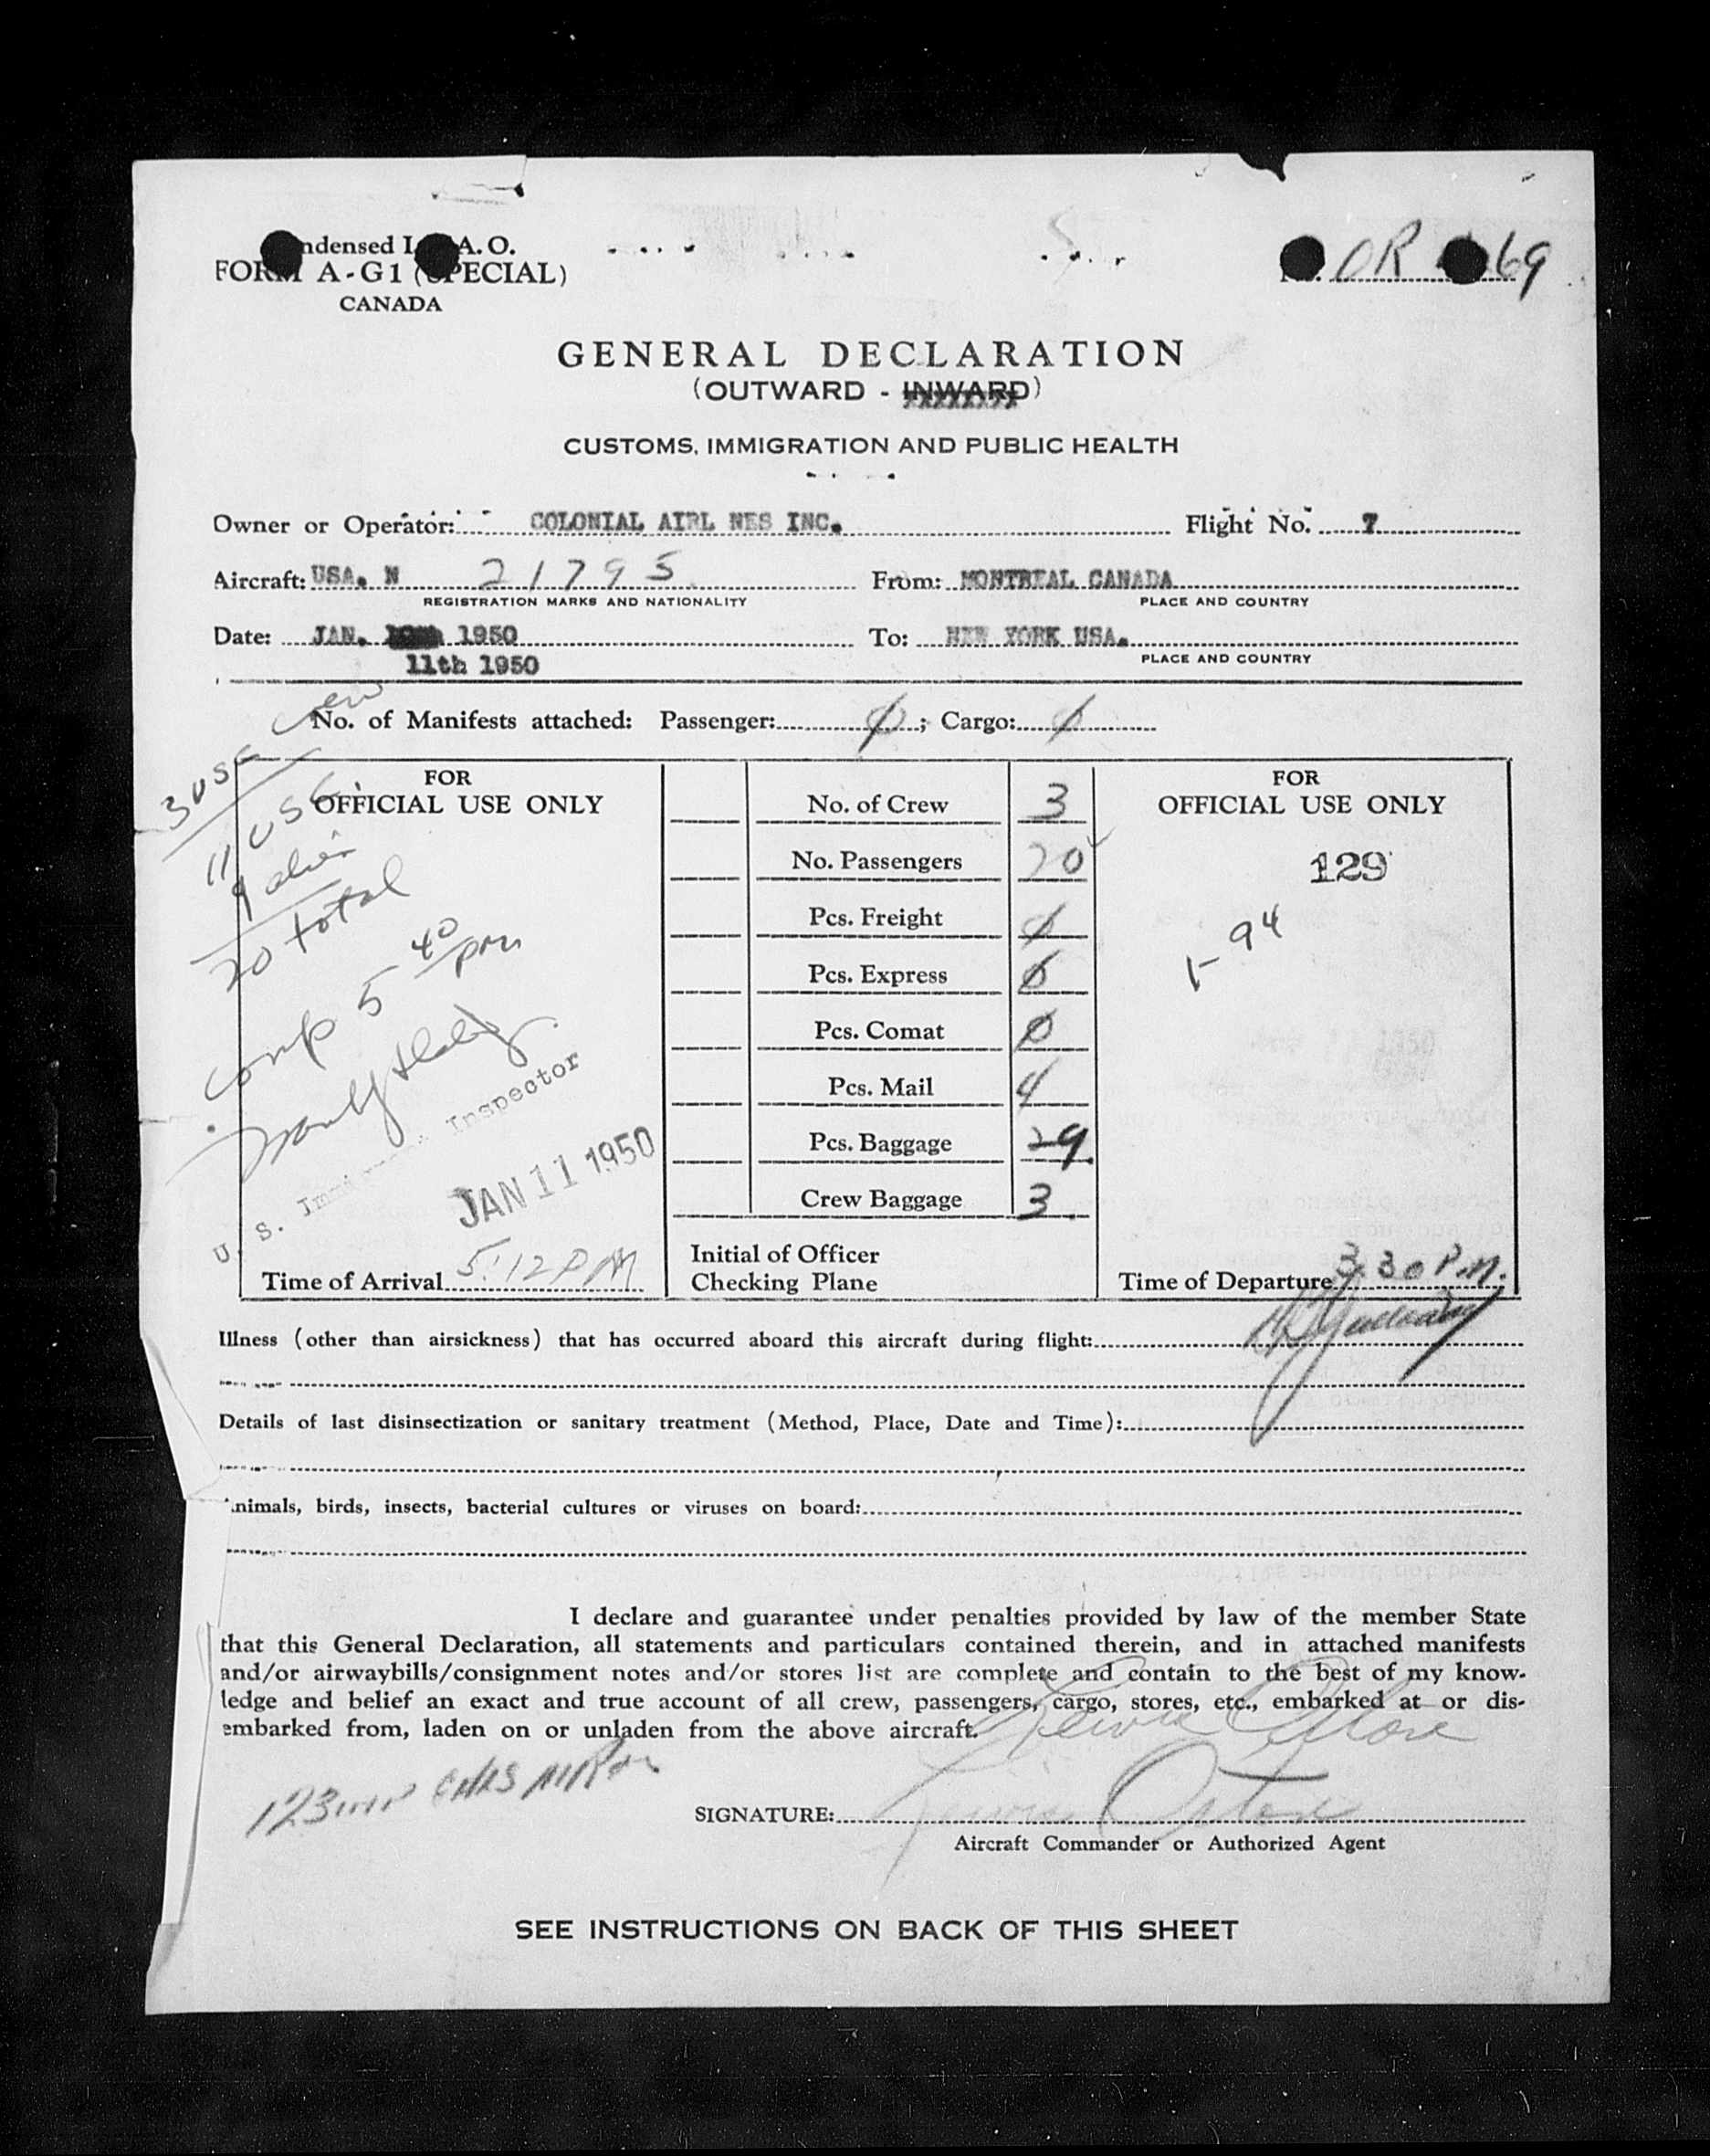 ndensed I. A. O.
FORM A-G1 (SPECIAL)
CANADA
OR 69
GENERAL DECLARATION
(OUTWARD - INWARD)
CUSTOMS, IMMIGRATION AND PUBLIC HEALTH
Owner or Operator: COLONIAL AIRL NES INC. Flight No. 7
Aircraft: USA. N 21795 From: MONTREAL CANADA
REGISTRATION MARKS AND NATIONALITY PLACE AND COUNTRY
Date: JAN. 1950 To: NEW YORK USA.
11th 1950 PLACE AND COUNTRY
No. of Manifests attached: Passenger: 0 ; Cargo: 0
3 USC Crew
11 USC.
9 alien
20 total
Comp 5 40 pm
U. S. Immigrant Inspector
JAN 11 1950
FOR
OFFICIAL USE ONLY
Time of Arrival 5:12 PM
No. of Crew 3
No. Passengers 20
Pcs. Freight 0
Pcs. Express 0
Pcs. Comat 0
Pcs. Mail 4
Pcs. Baggage 29
Crew Baggage 3
Initial of Officer
Checking Plane
FOR
OFFICIAL USE ONLY
129
I-94
Time of Departure 3.30 P.M.
Illness (other than airsickness) that has occurred aboard this aircraft during flight:
Details of last disinsectization or sanitary treatment (Method, Place, Date and Time):
nimals, birds, insects, bacterial cultures or viruses on board:
I declare and guarantee under penalties provided by law of the member State
that this General Declaration, all statements and particulars contained therein, and in attached manifests
and/or airwaybills/consignment notes and/or stores list are complete and contain to the best of my know-
ledge and belief an exact and true account of all crew, passengers, cargo, stores, etc., embarked at or dis-
embarked from, laden on or unladen from the above aircraft.
SIGNATURE:
Aircraft Commander or Authorized Agent
SEE INSTRUCTIONS ON BACK OF THIS SHEET